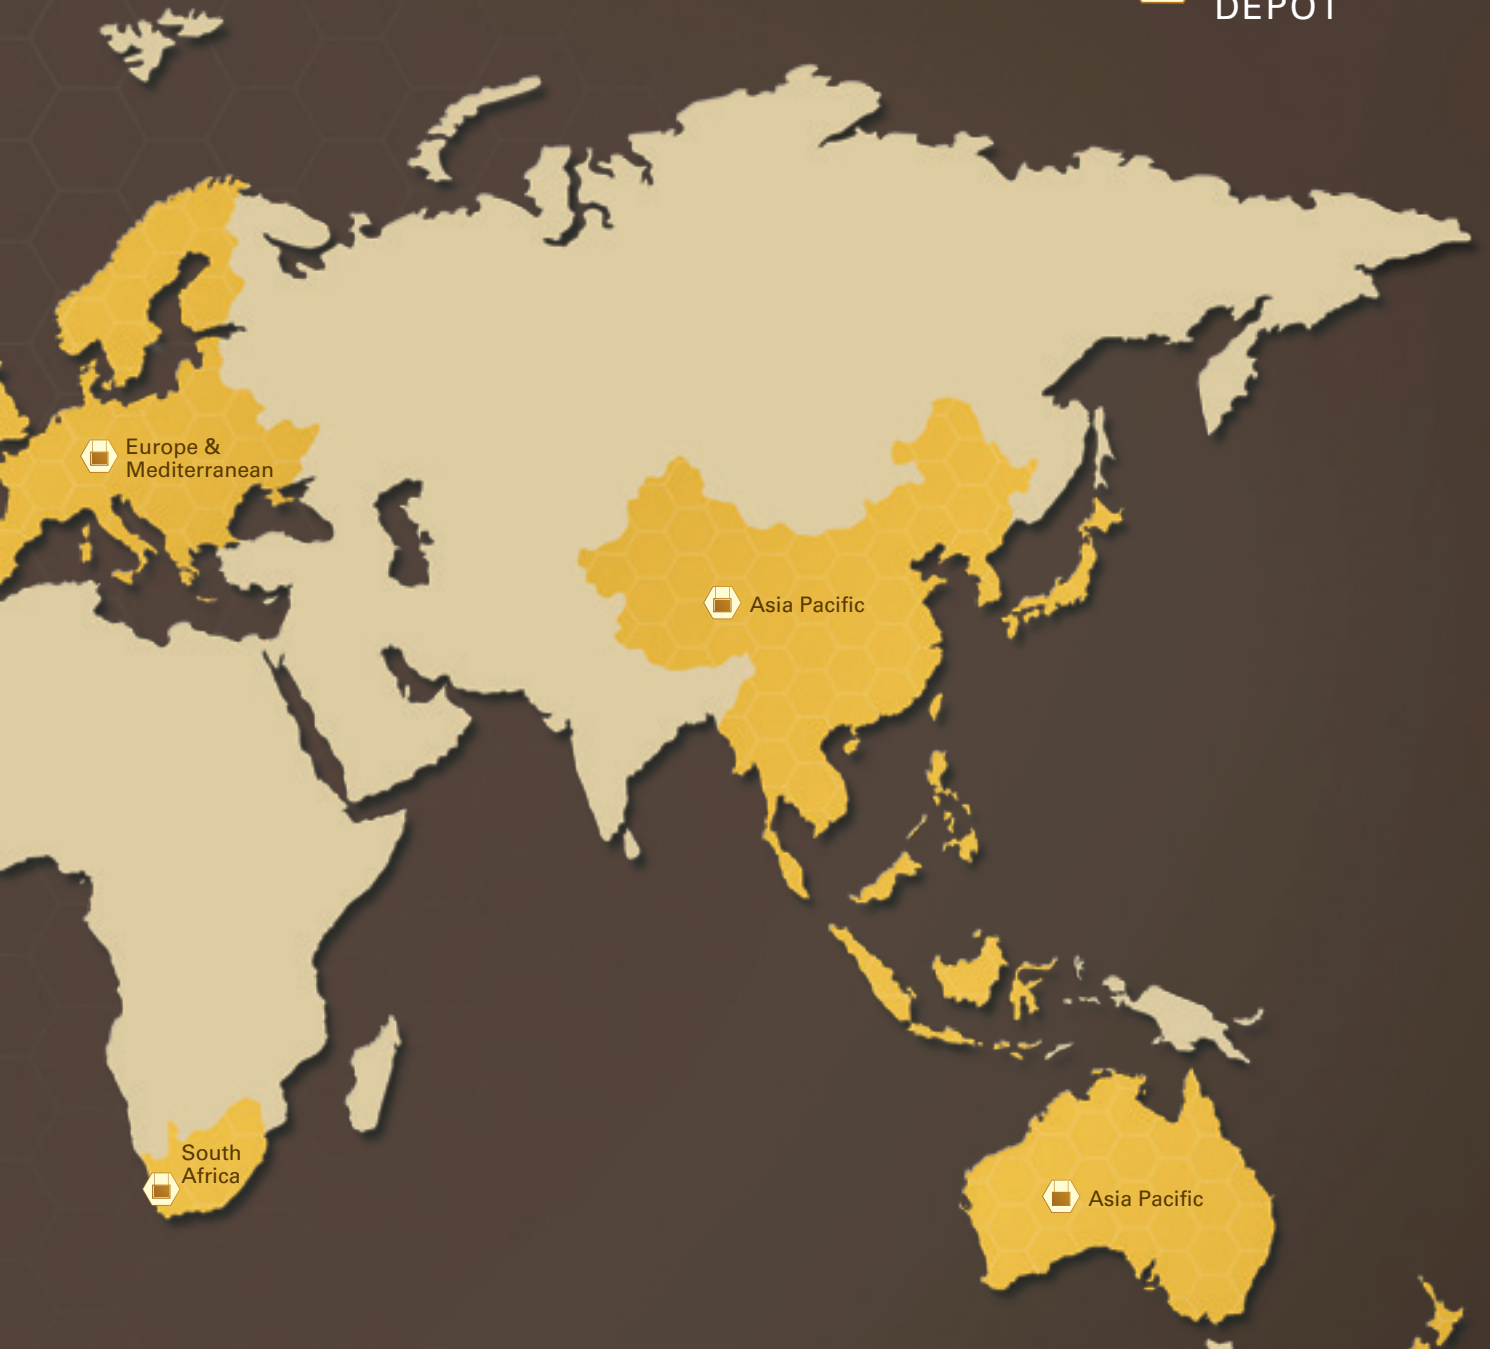 DEPOT
Europe &
Mediterranean
Asia Pacific
South
Africa
Asia Pacific